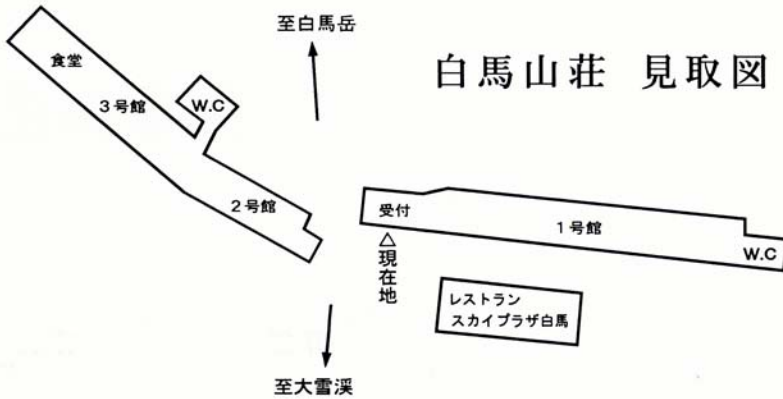 白馬山荘 見取図
至白馬岳
食堂
3号館
W.C
2号館
受付
1号館
W.C
△
現在地
レストラン
スカイプラザ白馬
至大雪渓